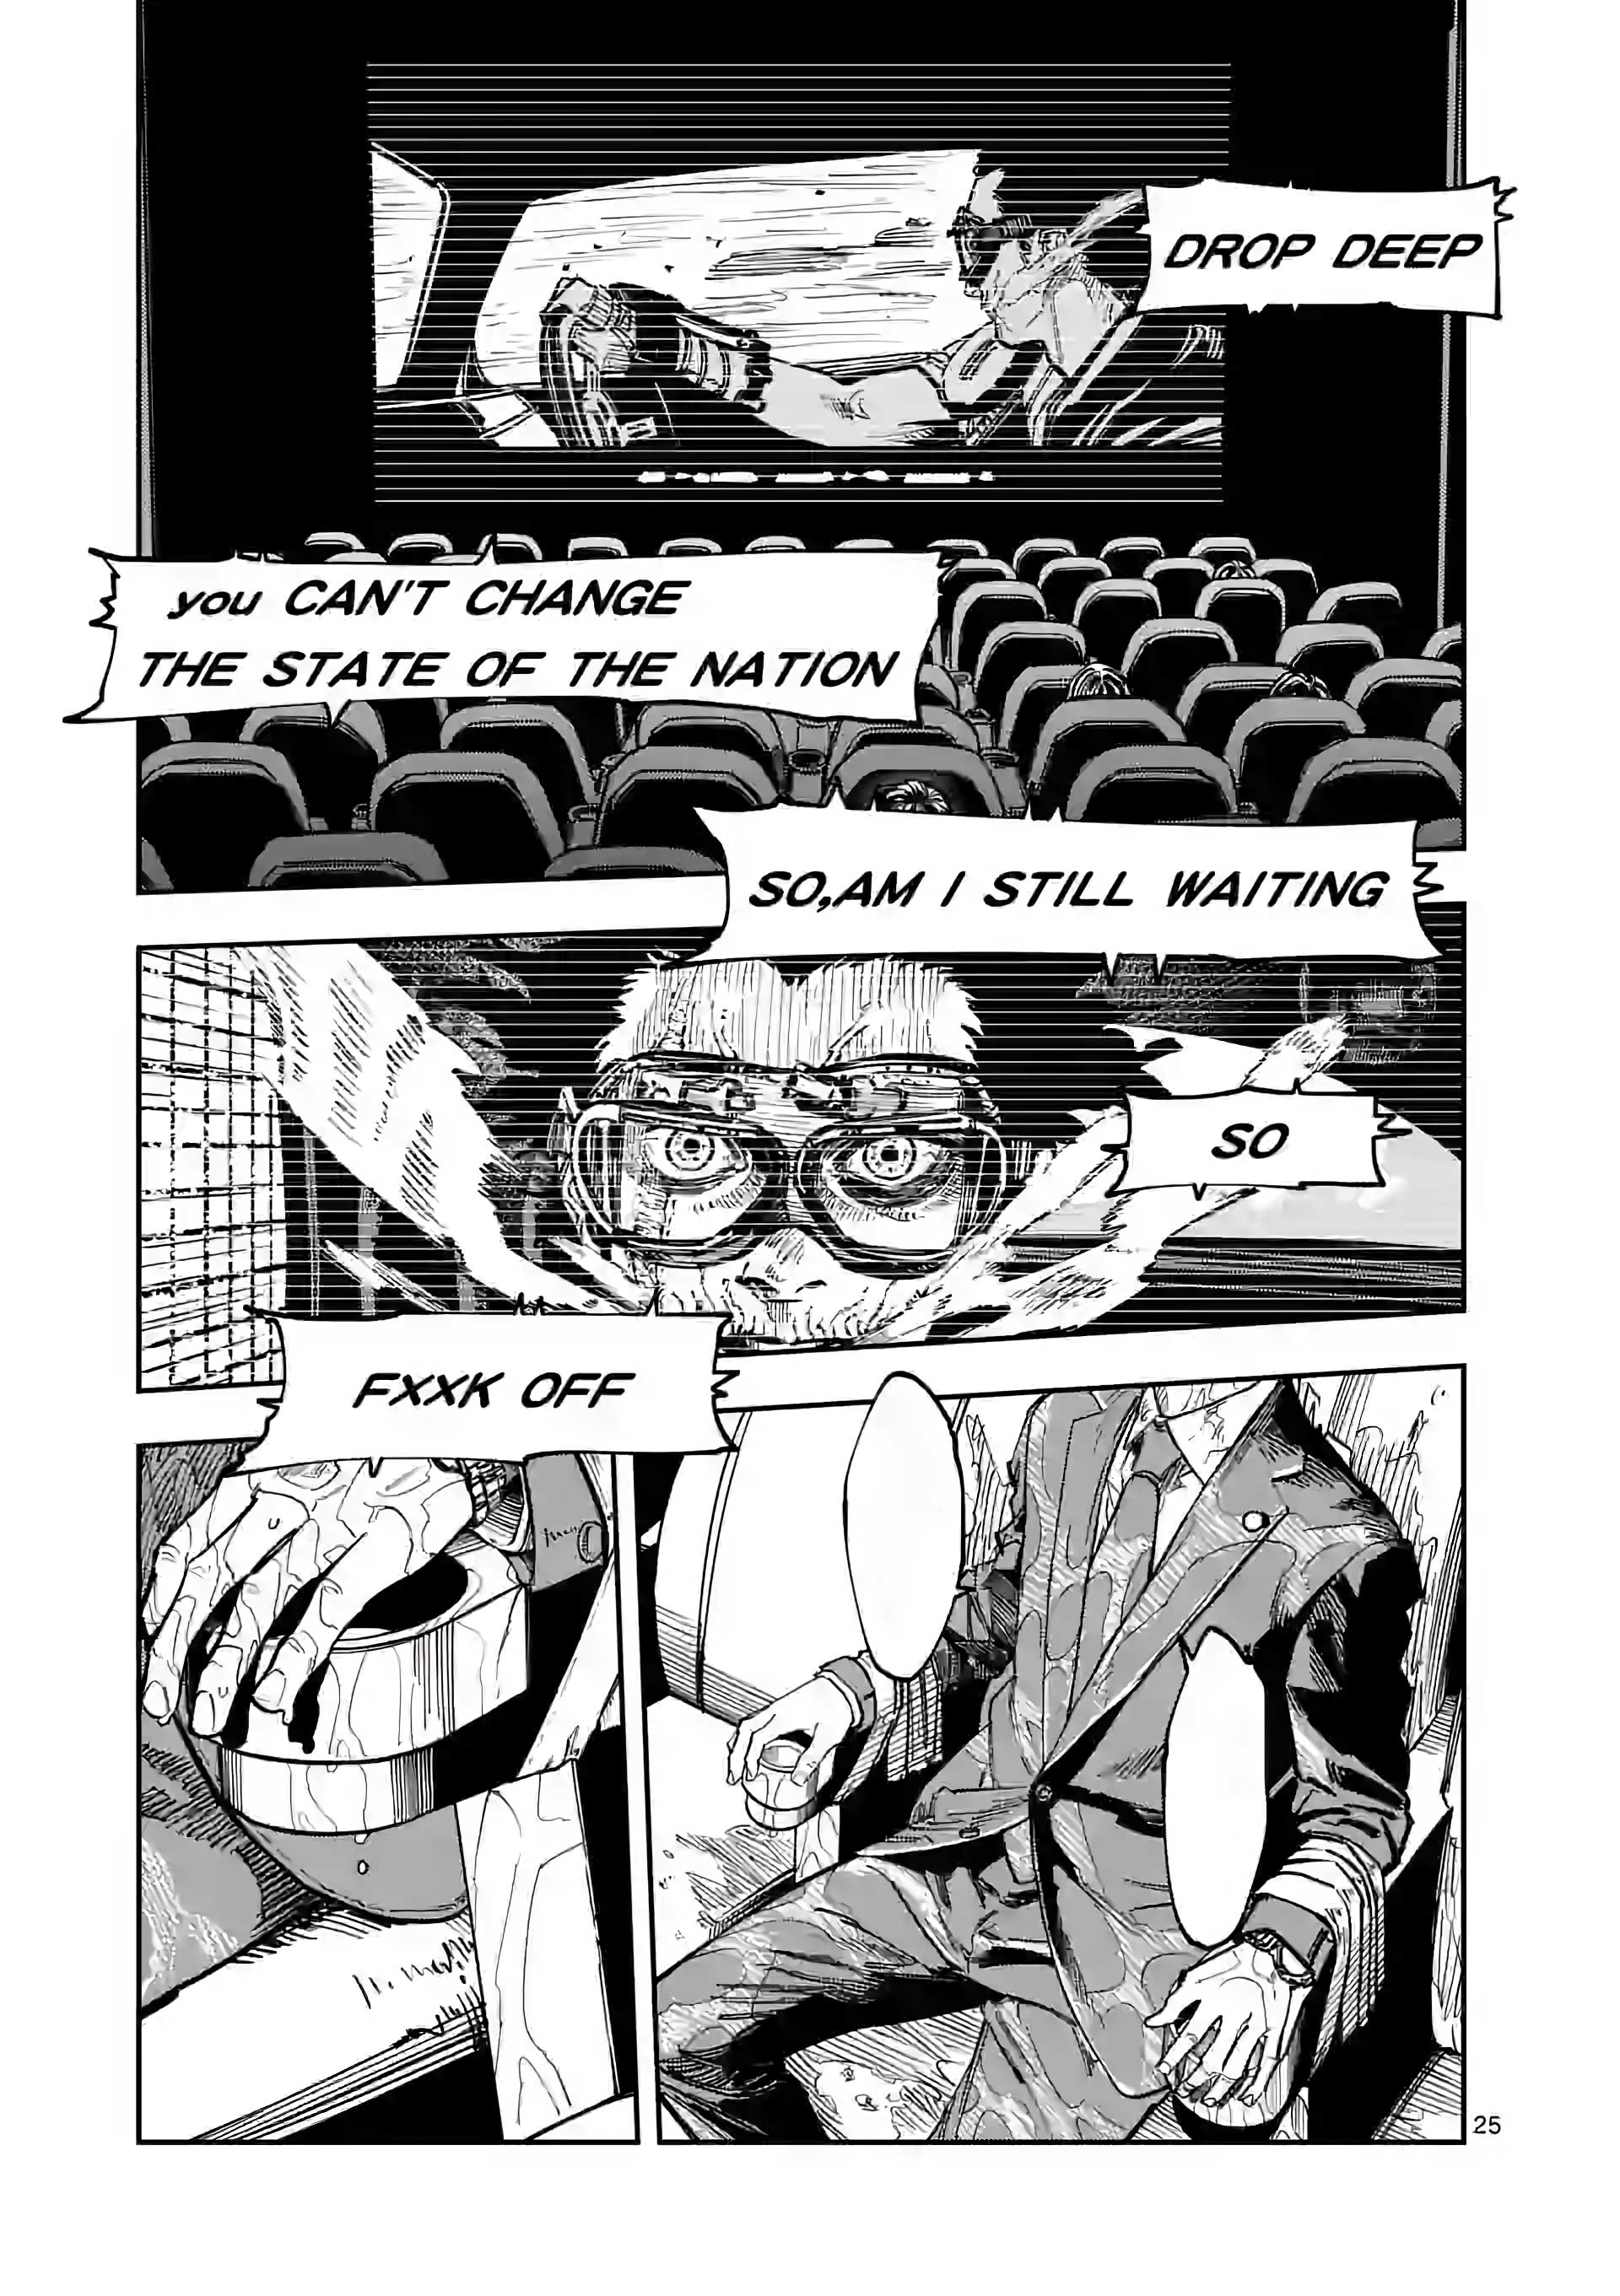 DROP DEEP
you CAN'T CHANGE
THE STATE OF THE NATION
SO,AM I STILL WAITING
SO
FXXK OFF
25